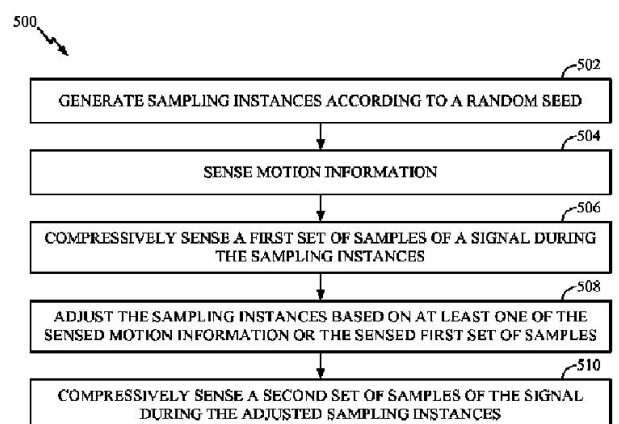 500
502
GENERATE SAMPLING INSTANCES ACCORDING TO A RANDOM SEED
504
SENSE MOTION INFORMATION
506
COMPRESSIVELY SENSE A FIRST SET OF SAMPLES OF A SIGNAL DURING
THE SAMPLING INSTANCES
508
ADJUST THE SAMPLING INSTANCES BASED ON AT LEAST ONE OF THE
SENSED MOTION INFORMATION OR THE SENSED FIRST SET OF SAMPLES
510
COMPRESSIVELY SENSE A SECOND SET OF SAMPLES OF THE SIGNAL
DURING THE ADJUSTED SAMPLING INSTANCES